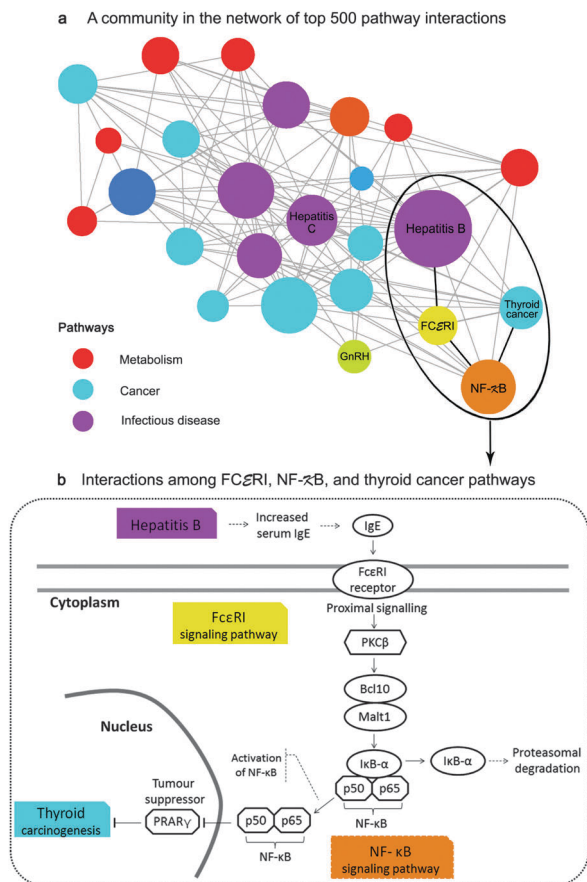 a A community in the network of top 500 pathway interactions
Hepatitis
C
Hepatitis B
Thyroid
cancer
FCƐRI
GnRH
NF-κB
Pathways
Metabolism
Cancer
Infectious disease
b Interactions among FCƐRI, NF-κB, and thyroid cancer pathways
Hepatitis B
Increased
serum IgE
IgE
FcεRI
receptor
Cytoplasm
Proximal signalling
FcεRI
signaling pathway
PKCβ
Bcl10
Malt1
Nucleus
Activation
of NF-κB
IκB-α
IκB-α
Proteasomal
degradation
p50 p65
NF-κB
Tumour
suppressor
Thyroid
carcinogenesis
PRARγ
p50 p65
NF-κB
NF- κB
signaling pathway